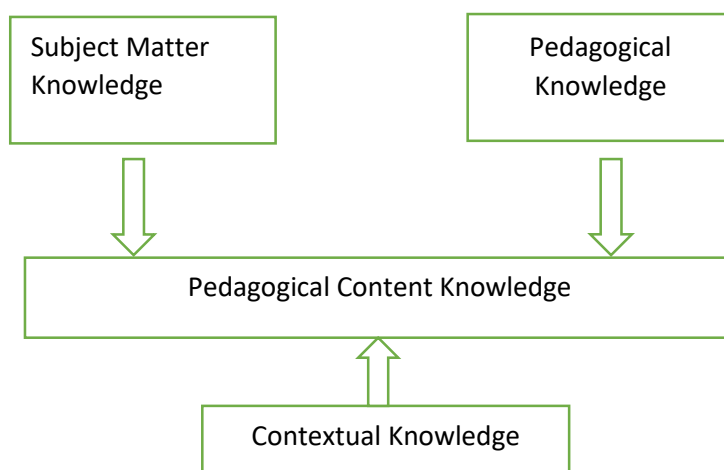 Subject Matter
Knowledge
Pedagogical
Knowledge
Pedagogical Content Knowledge
Contextual Knowledge